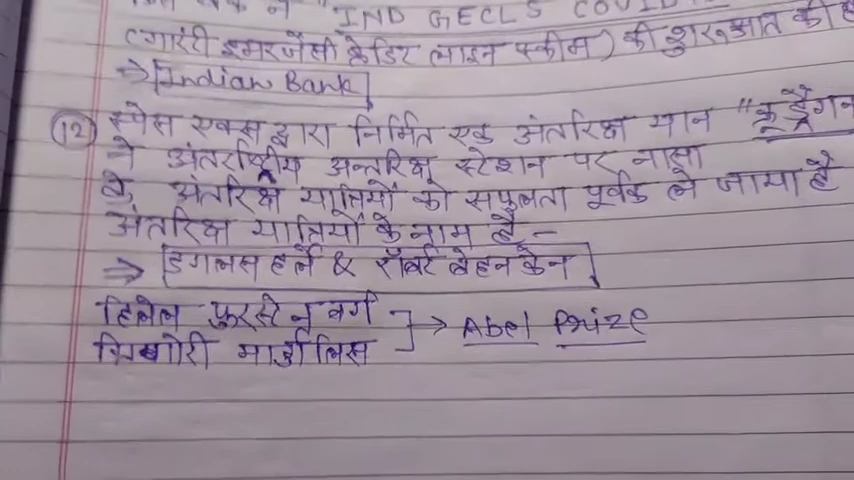 "IND GECLS COVID
(गारंटी इमरजेंसी क्रेडिट लाइन स्कीम) की शुरूआत की है
→ Indian Bank
(12) स्पेस एक्स द्वारा निर्मित एक अंतरिक्ष यान "क्रू ड्रैगन
ने अंतर्राष्ट्रीय अन्तरिक्ष स्टेशन पर नासा
के अंतरिक्ष यात्रियों को सफलता पूर्वक ले जाया है
अंतरिक्ष यात्रियों के नाम है :-
⇒ डगलस हर्ले & रॉबर्ट बेहनकेन
हिलेल फुरस्टेनबर्ग ] → Abel Prize
ग्रिगोरी मार्गुलिस